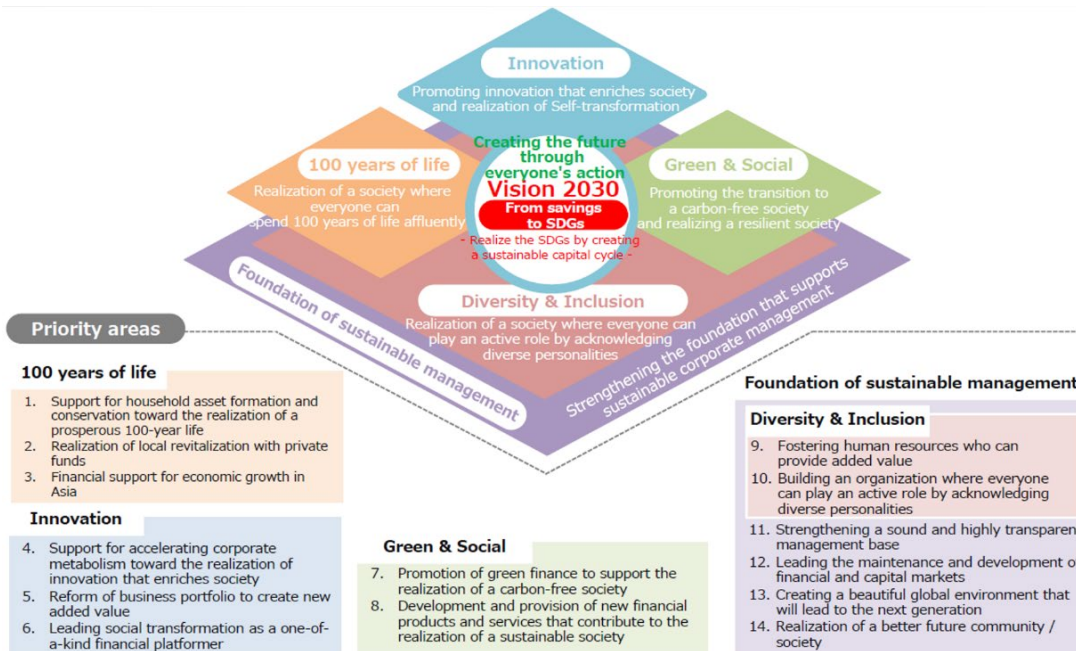 Innovation
Promoting innovation that enriches society
and realization of Self-transformation
100 years of life
Realization of a society where
everyone can
spend 100 years of life affluently
Creating the future
through
everyone's action
Vision 2030
From savings
to SDGs
- Realize the SDGs by creating
a sustainable capital cycle -
Green & Social
Promoting the transition to
a carbon-free society
and realizing a resilient society
Diversity & Inclusion
Realization of a society where everyone can
play an active role by acknowledging
diverse personalities
Foundation of sustainable management
Strengthening the foundation that supports
sustainable corporate management
Priority areas
100 years of life
1. Support for household asset formation and
conservation toward the realization of a
prosperous 100-year life
2. Realization of local revitalization with private
funds
3. Financial support for economic growth in
Asia
Innovation
4. Support for accelerating corporate
metabolism toward the realization of
innovation that enriches society
5. Reform of business portfolio to create new
added value
6. Leading social transformation as a one-of-
a-kind financial platformer
Green & Social
7. Promotion of green finance to support the
realization of a carbon-free society
8. Development and provision of new financial
products and services that contribute to the
realization of a sustainable society
Foundation of sustainable management
Diversity & Inclusion
9. Fostering human resources who can
provide added value
10. Building an organization where everyone
can play an active role by acknowledging
diverse personalities
11. Strengthening a sound and highly transparen
management base
12. Leading the maintenance and development o
financial and capital markets
13. Creating a beautiful global environment that
will lead to the next generation
14. Realization of a better future community /
society